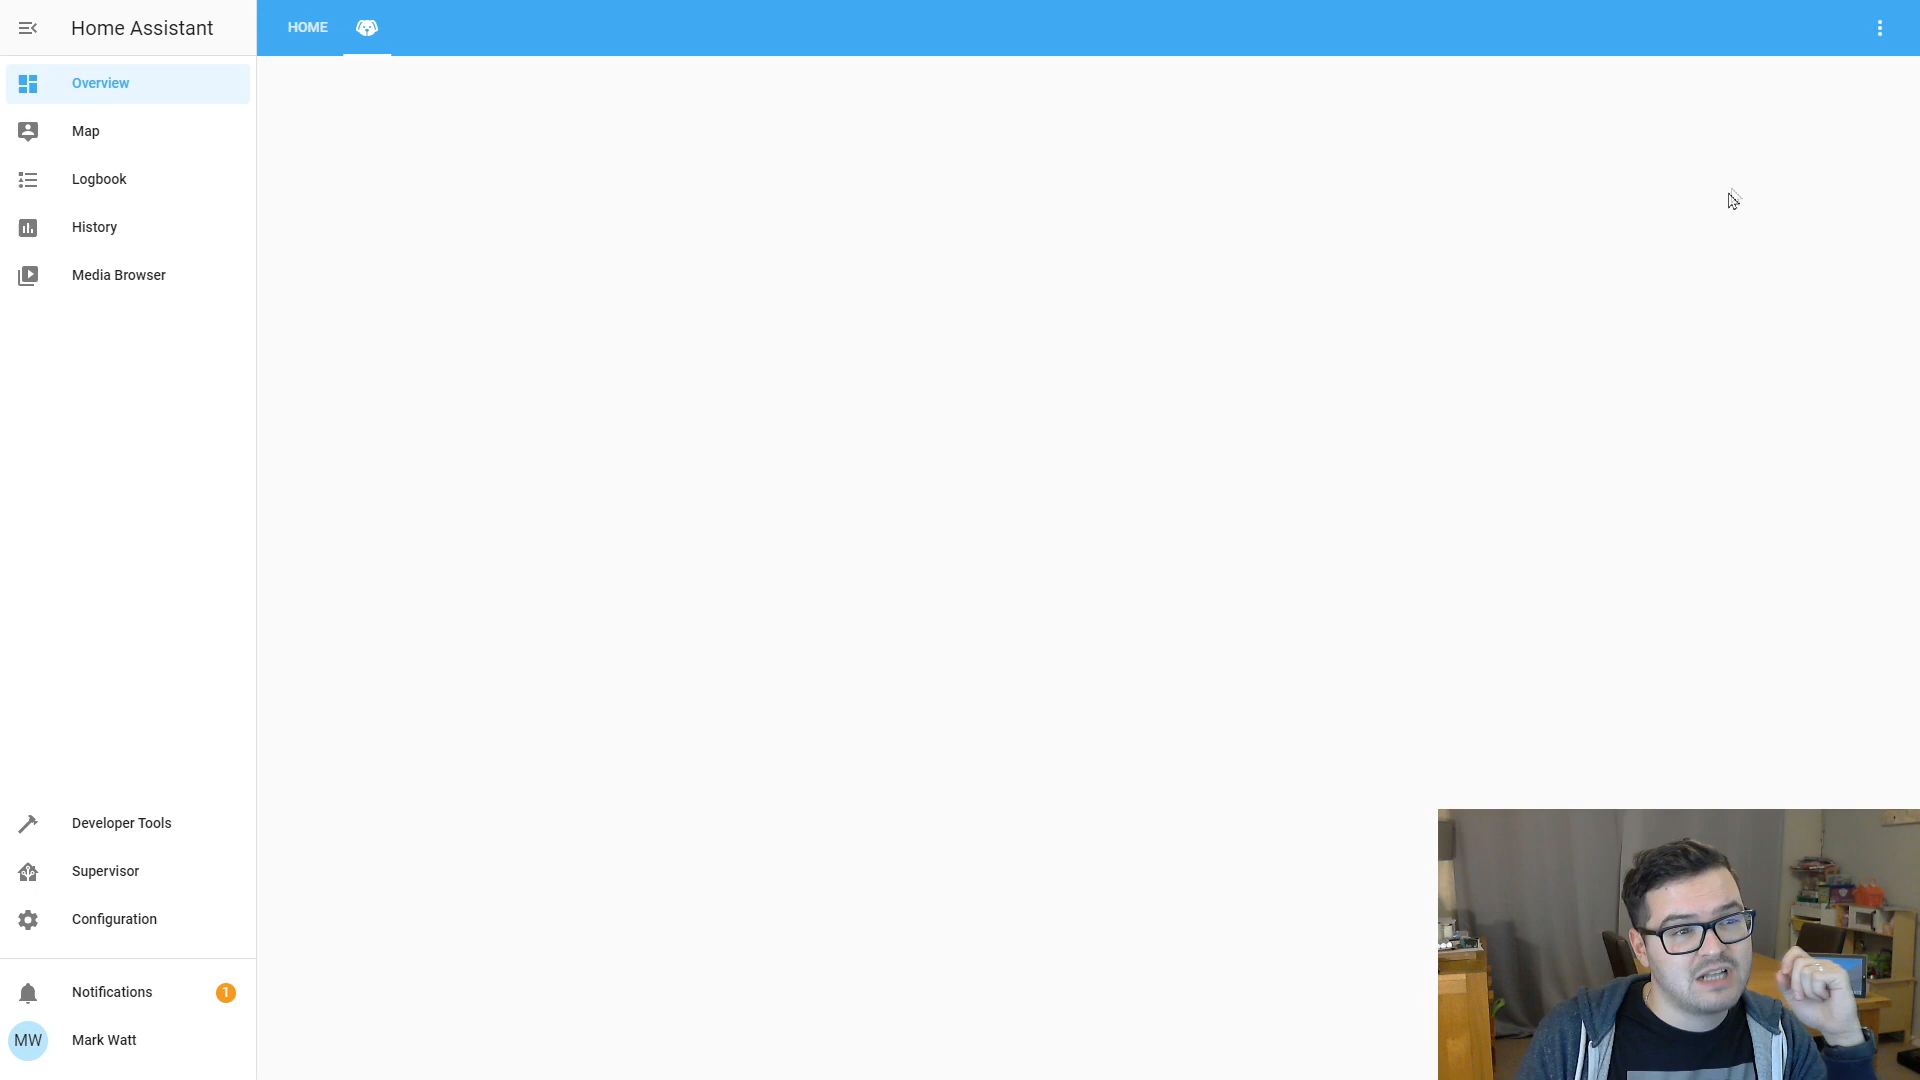 Home Assistant
HOME
Overview
Map
Logbook
History
Media Browser
Developer Tools
Supervisor
Configuration
Notifications
1
MW
Mark Watt